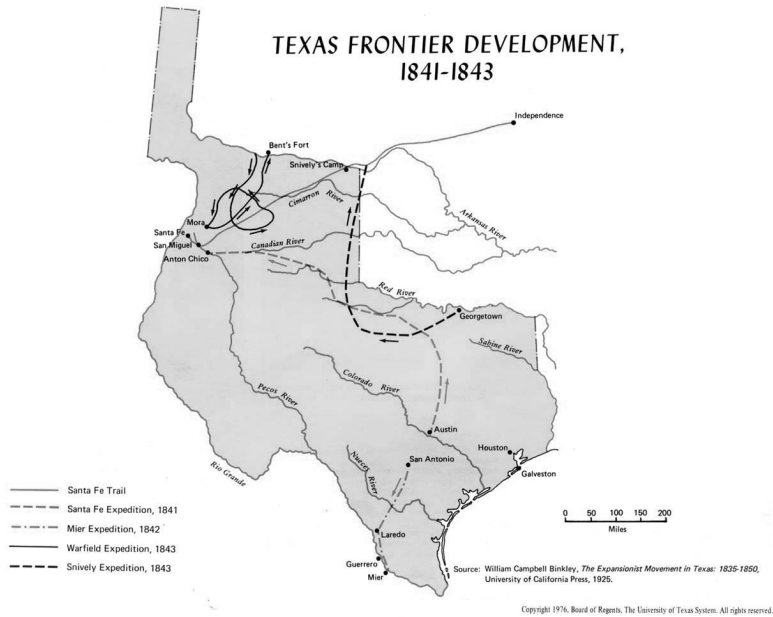 TEXAS FRONTIER DEVELOPMENT,
1841-1843
Independence
Bent's Fort
Snively's Camp
Cimarron River
Arkansas River
Mora
Santa Fe
San Miguel
Canadian River
Anton Chico
Red River
Georgetown
Sabine River
Colorado River
Pecos River
Austin
Houston
San Antonio
Nueces River
Galveston
Rio Grande
Laredo
Guerrero
Mier
Santa Fe Trail
Santa Fe Expedition, 1841
Mier Expedition, 1842
Warfield Expedition, 1843
Snively Expedition, 1843
0 50 100 150 200
Miles
Source: William Campbell Binkley, The Expansionist Movement in Texas: 1835-1850,
University of California Press, 1925.
Copyright 1976, Board of Regents, The University of Texas System. All rights reserved.